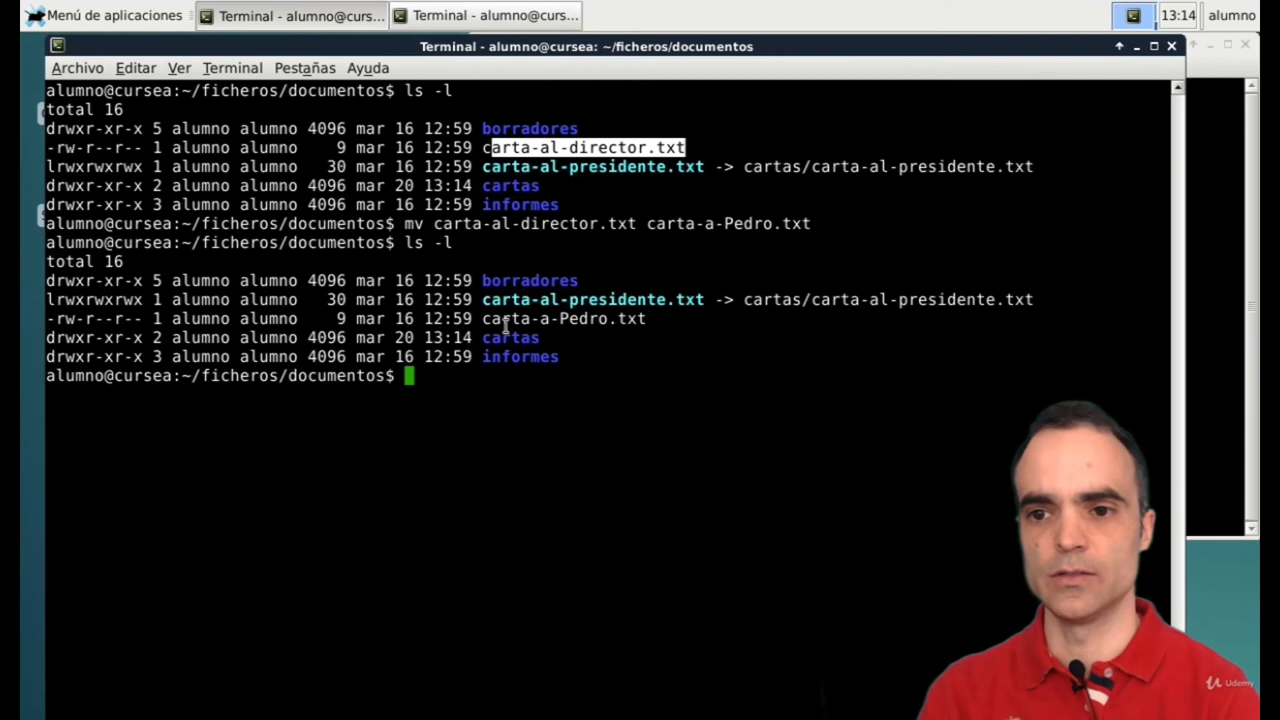 Menú de aplicaciones Terminal - alumno@curs... Terminal - alumno@curs... 13:14 alumno
Terminal - alumno@cursea: ~/ficheros/documentos
Archivo Editar Ver Terminal Pestañas Ayuda
alumno@cursea:~/ficheros/documentos$ ls -l
total 16
drwxr-xr-x 5 alumno alumno 4096 mar 16 12:59 borradores
-rw-r--r-- 1 alumno alumno    9 mar 16 12:59 carta-al-director.txt
lrwxrwxrwx 1 alumno alumno   30 mar 16 12:59 carta-al-presidente.txt -> cartas/carta-al-presidente.txt
drwxr-xr-x 2 alumno alumno 4096 mar 20 13:14 cartas
drwxr-xr-x 3 alumno alumno 4096 mar 16 12:59 informes
alumno@cursea:~/ficheros/documentos$ mv carta-al-director.txt carta-a-Pedro.txt
alumno@cursea:~/ficheros/documentos$ ls -l
total 16
drwxr-xr-x 5 alumno alumno 4096 mar 16 12:59 borradores
lrwxrwxrwx 1 alumno alumno   30 mar 16 12:59 carta-al-presidente.txt -> cartas/carta-al-presidente.txt
-rw-r--r-- 1 alumno alumno    9 mar 16 12:59 carta-a-Pedro.txt
drwxr-xr-x 2 alumno alumno 4096 mar 20 13:14 cartas
drwxr-xr-x 3 alumno alumno 4096 mar 16 12:59 informes
alumno@cursea:~/ficheros/documentos$
Udemy